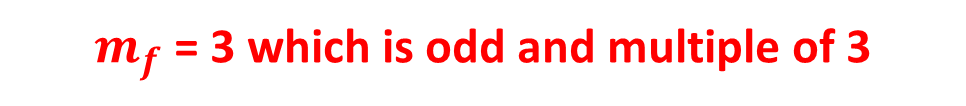 m_f = 3 which is odd and multiple of 3